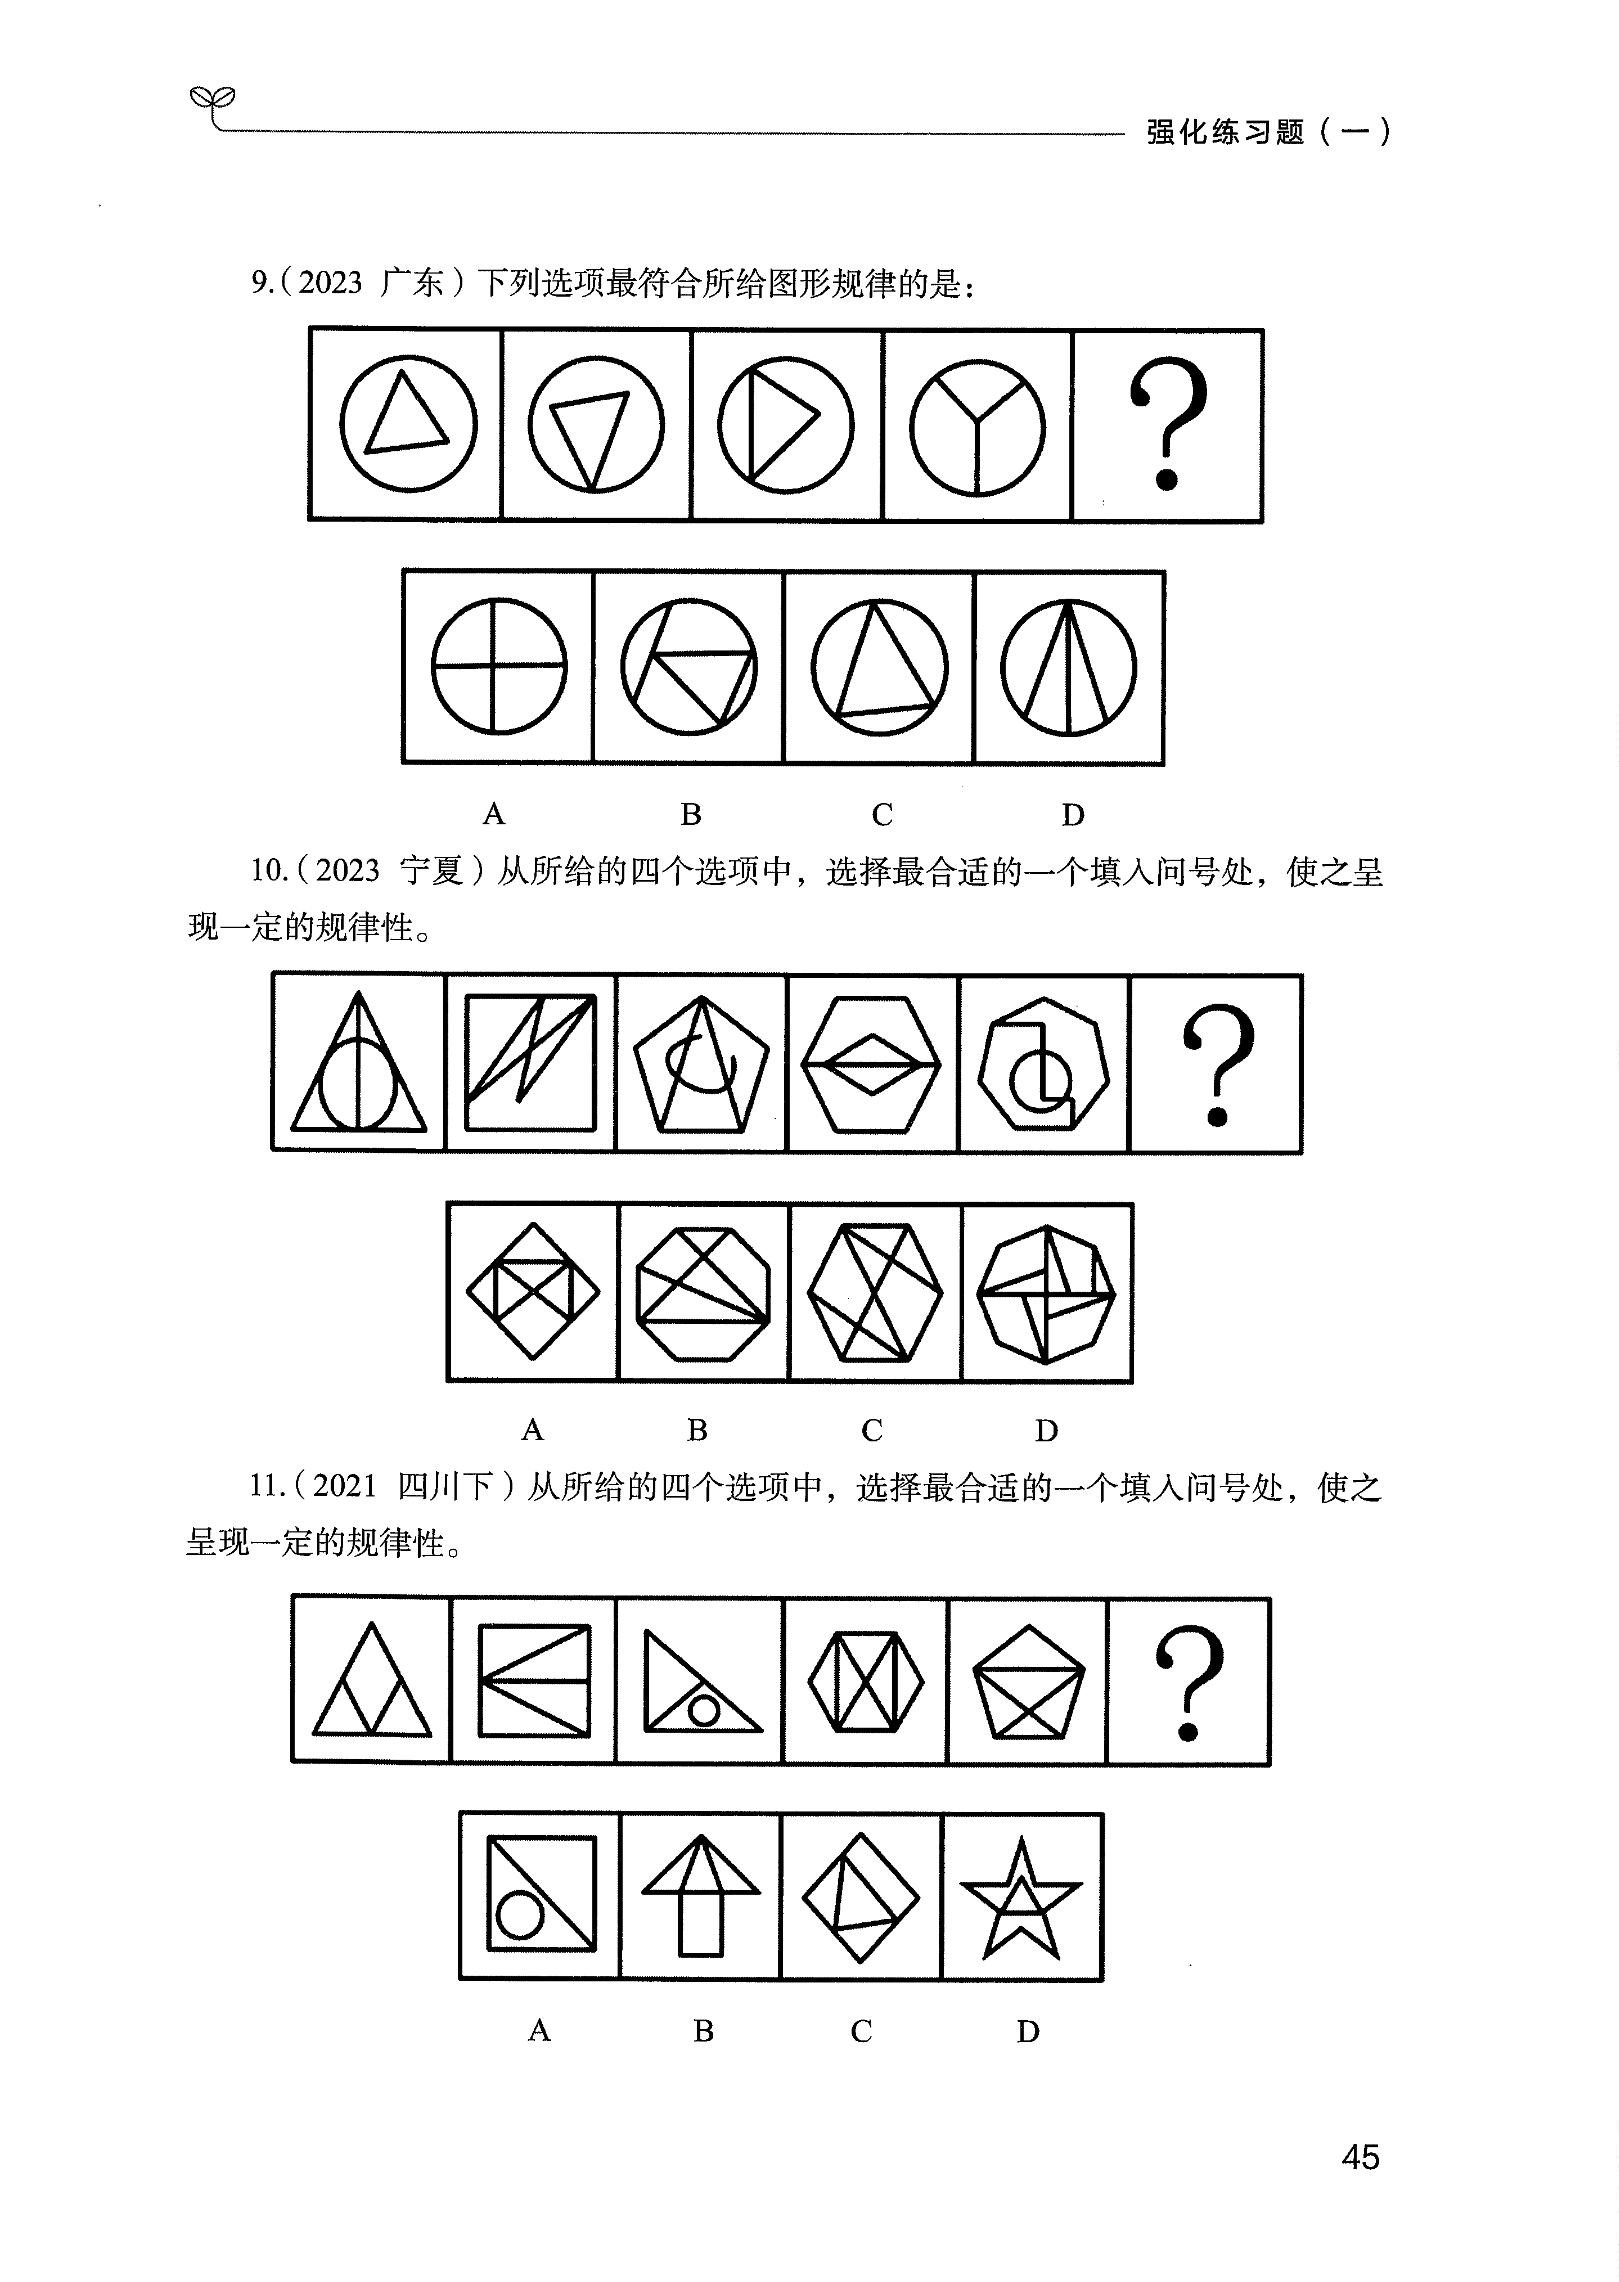 强化练习题（一）
9.（2023 广东）下列选项最符合所给图形规律的是：
?
A B C D
10.（2023 宁夏）从所给的四个选项中，选择最合适的一个填入问号处，使之呈
现一定的规律性。
?
A B C D
11.（2021 四川下）从所给的四个选项中，选择最合适的一个填入问号处，使之
呈现一定的规律性。
?
A B C D
45